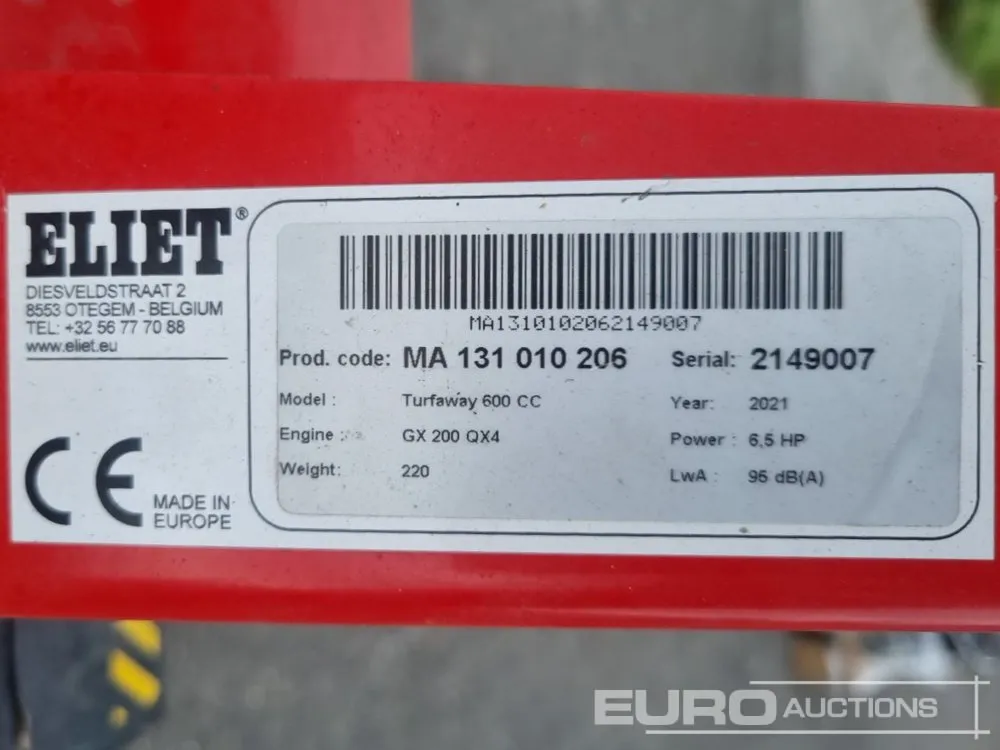 ELIET®
DIESVELDSTRAAT 2
8553 OTEGEM - BELGIUM
TEL: +32 56 77 70 88
www.eliet.eu
CE
MADE IN
EUROPE
MA1310102062149007
Prod. code: MA 131 010 206 Serial: 2149007
Model : Turfaway 600 CC Year: 2021
Engine : GX 200 QX4 Power : 6,5 HP
Weight: 220 LwA : 95 dB(A)
EURO AUCTIONS